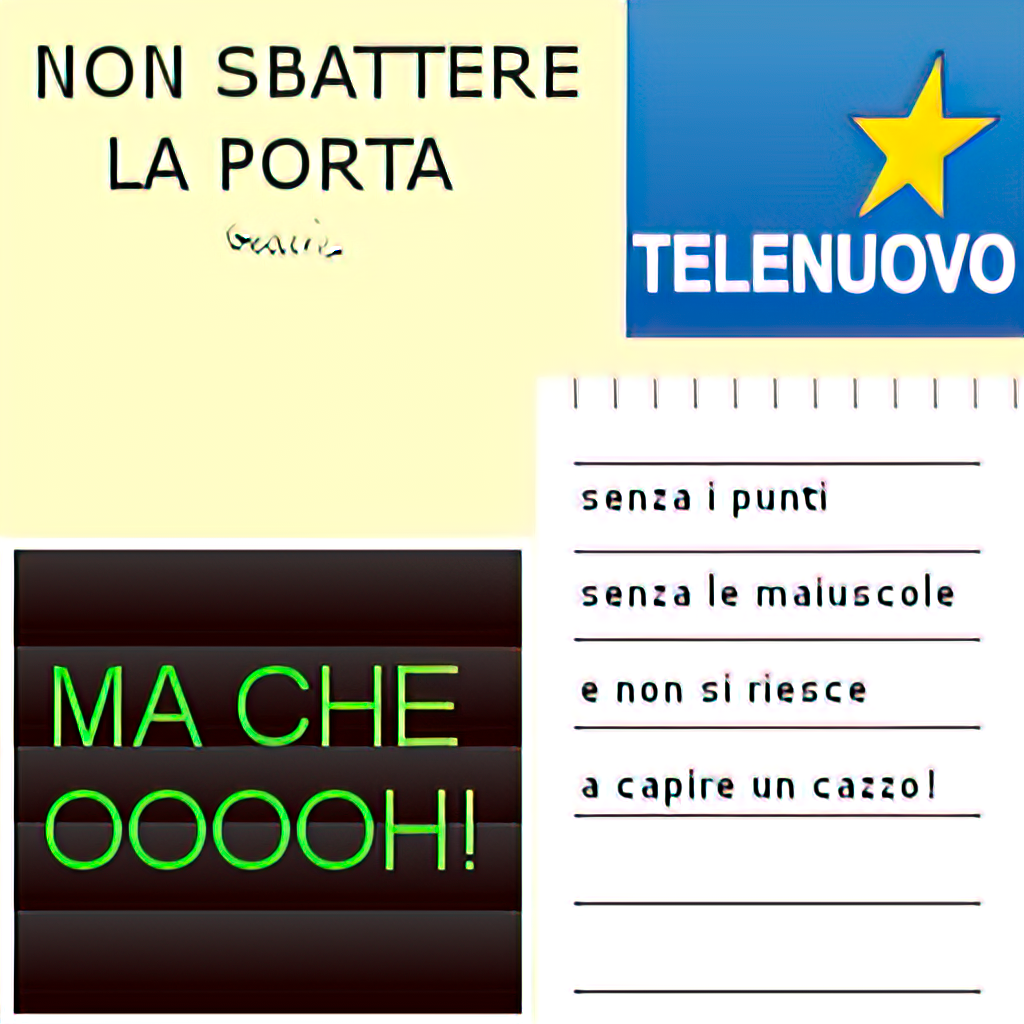 NON SBATTERE
LA PORTA
Grazie
TELENUOVO
senza i punti
senza le maiuscole
e non si riesce
a capire un cazzo!
MA CHE
OOOOH!